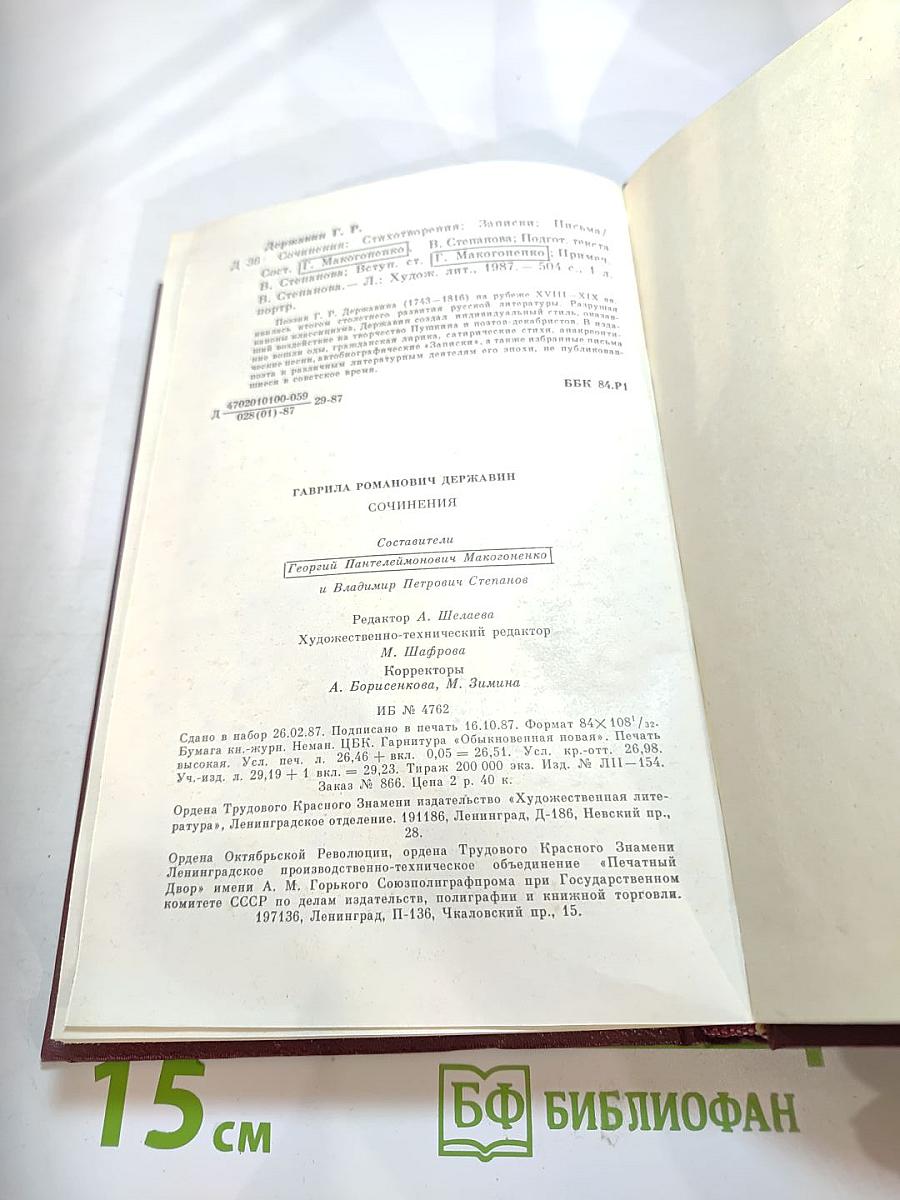 Державин Г. Р.
Д 36 Сочинения: Стихотворения; Записки; Письма/
Сост. Г. Макогоненко, В. Степанова; Подгот. текста
В. Степанова; Вступ. ст. Г. Макогоненко; Примеч.
В. Степанова.— Л.: Худож. лит., 1987.— 504 с., 1 л.
портр.
Поэзия Г. Р. Державина (1743—1816) на рубеже XVIII—XIX вв.
явилась итогом столетнего развития русской литературы. Разрушая
каноны классицизма, Державин создал индивидуальный стиль, оказав-
ший воздействие на творчество Пушкина и поэтов-декабристов. В изда-
ние вошли оды, гражданская лирика, сатирические стихи, анакреонти-
ческие песни, автобиографические «Записки», а также избранные письма
поэта к различным литературным деятелям его эпохи, не публиковав-
шиеся в советское время.
Д 4702010100-059 29-87
028(01)-87
ББК 84.Р1
ГАВРИЛА РОМАНОВИЧ ДЕРЖАВИН
СОЧИНЕНИЯ
Составители
Георгий Пантелеймонович Макогоненко
и Владимир Петрович Степанов
Редактор А. Шелаева
Художественно-технический редактор
М. Шафрова
Корректоры
А. Борисенкова, М. Зимина
ИБ № 4762
Сдано в набор 26.02.87. Подписано в печать 16.10.87. Формат 84×108¹/₃₂.
Бумага кн.-журн. Неман. ЦБК. Гарнитура «Обыкновенная новая». Печать
высокая. Усл. печ. л. 26,46 + вкл. 0,05 = 26,51. Усл. кр.-отт. 26,98.
Уч.-изд. л. 29,19 + 1 вкл. = 29,23. Тираж 200 000 экз. Изд. № ЛII—154.
Заказ № 866. Цена 2 р. 40 к.
Ордена Трудового Красного Знамени издательство «Художественная лите-
ратура», Ленинградское отделение. 191186, Ленинград, Д-186, Невский пр.,
28.
Ордена Октябрьской Революции, ордена Трудового Красного Знамени
Ленинградское производственно-техническое объединение «Печатный
Двор» имени А. М. Горького Союзполиграфпрома при Государственном
комитете СССР по делам издательств, полиграфии и книжной торговли.
197136, Ленинград, П-136, Чкаловский пр., 15.
15 см
БФ БИБЛИОФАН